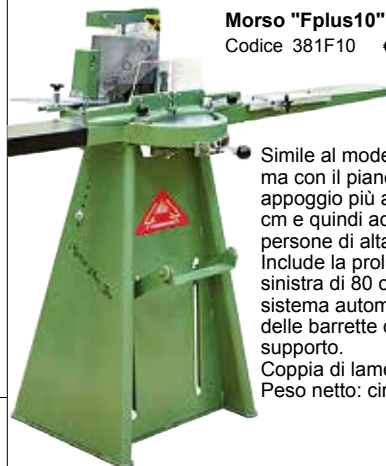 Morso "Fplus10"
Codice 381F10 €
Simile al mode
ma con il piano
appoggio più a
cm e quindi ad
persone di alta
Include la prol
sinistra di 80 c
sistema autom
delle barrette d
supporto.
Coppia di lame
Peso netto: cir